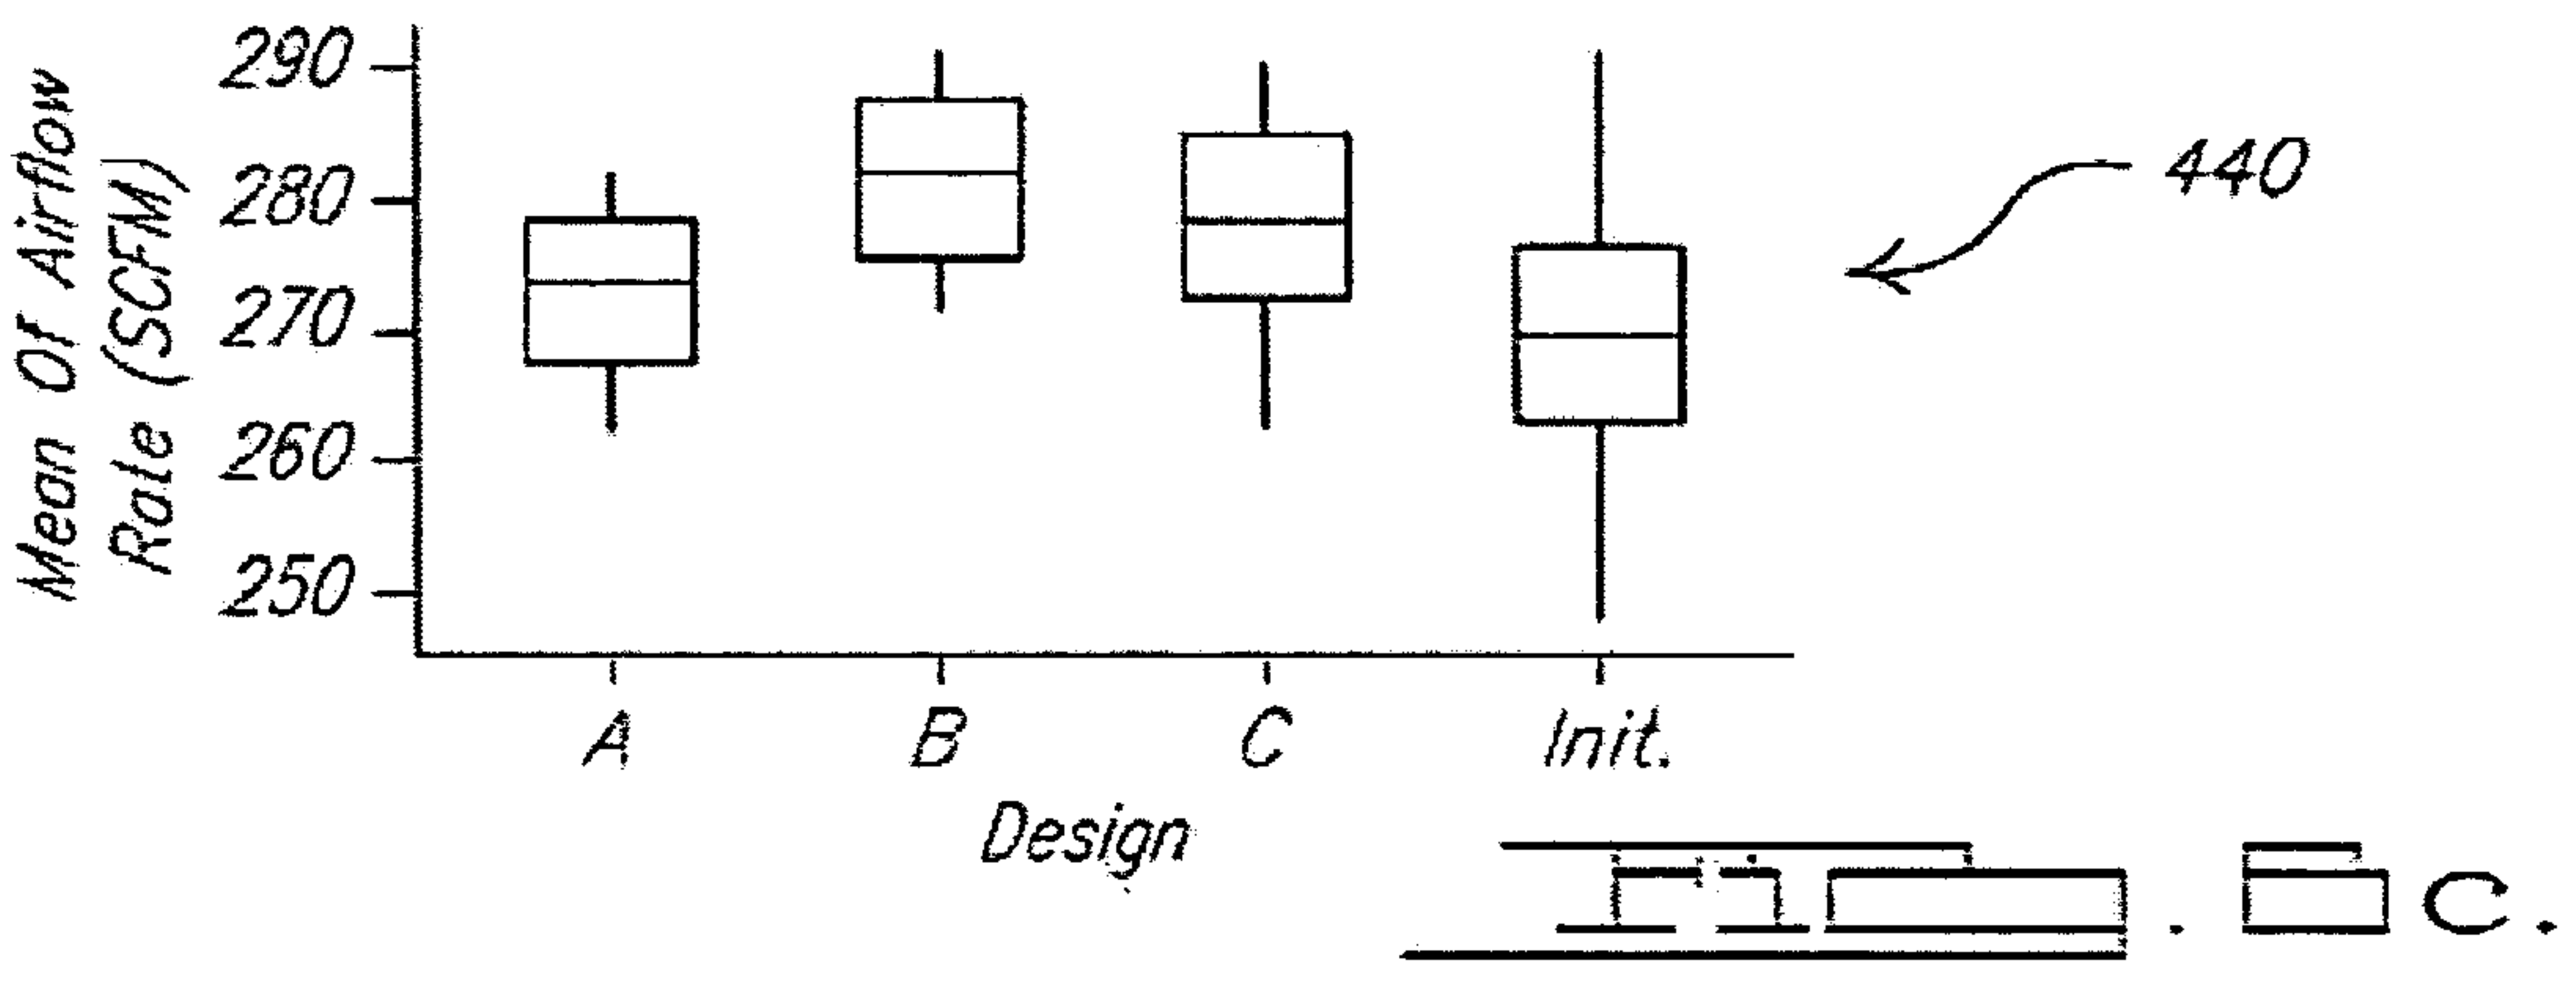 Mean Of Airflow
Rate (SCFM)
290
280
270
260
250
A B C Init.
Design
440
C.